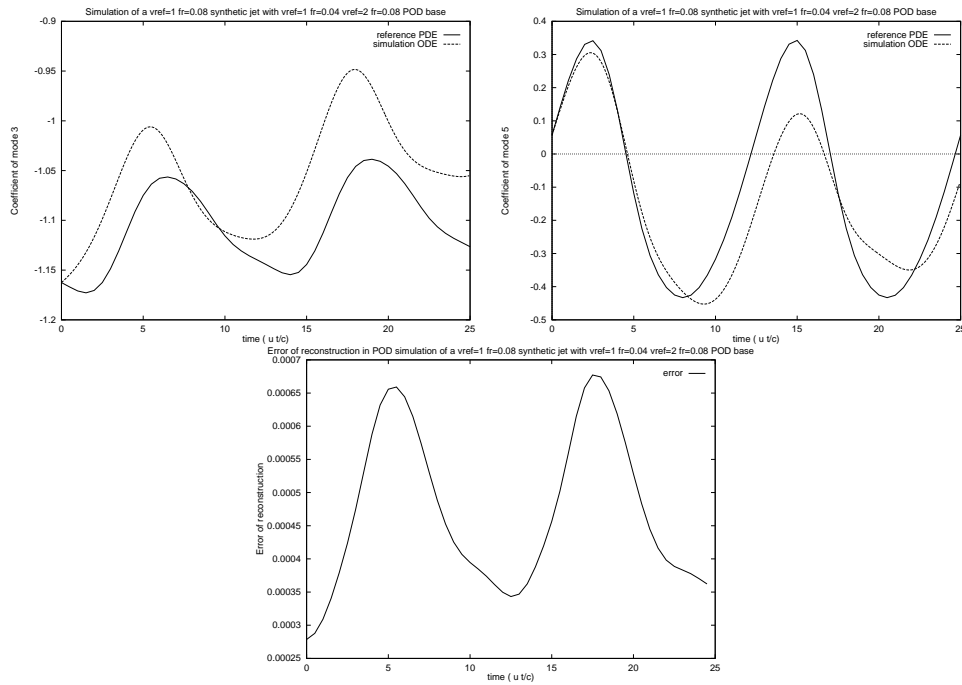 Simulation of a vref=1 fr=0.08 synthetic jet with vref=1 fr=0.04 vref=2 fr=0.08 POD base
reference PDE
simulation ODE
Coefficient of mode 3
-0.9
-0.95
-1
-1.05
-1.1
-1.15
-1.2
0 5 10 15 20 25
time ( u t/c)
Simulation of a vref=1 fr=0.08 synthetic jet with vref=1 fr=0.04 vref=2 fr=0.08 POD base
reference PDE
simulation ODE
Coefficient of mode 5
0.4
0.3
0.2
0.1
0
-0.1
-0.2
-0.3
-0.4
-0.5
0 5 10 15 20 25
time ( u t/c)
Error of reconstruction in POD simulation of a vref=1 fr=0.08 synthetic jet with vref=1 fr=0.04 vref=2 fr=0.08 POD base
error
Error of reconstruction
0.0007
0.00065
0.0006
0.00055
0.0005
0.00045
0.0004
0.00035
0.0003
0.00025
0 5 10 15 20 25
time ( u t/c)